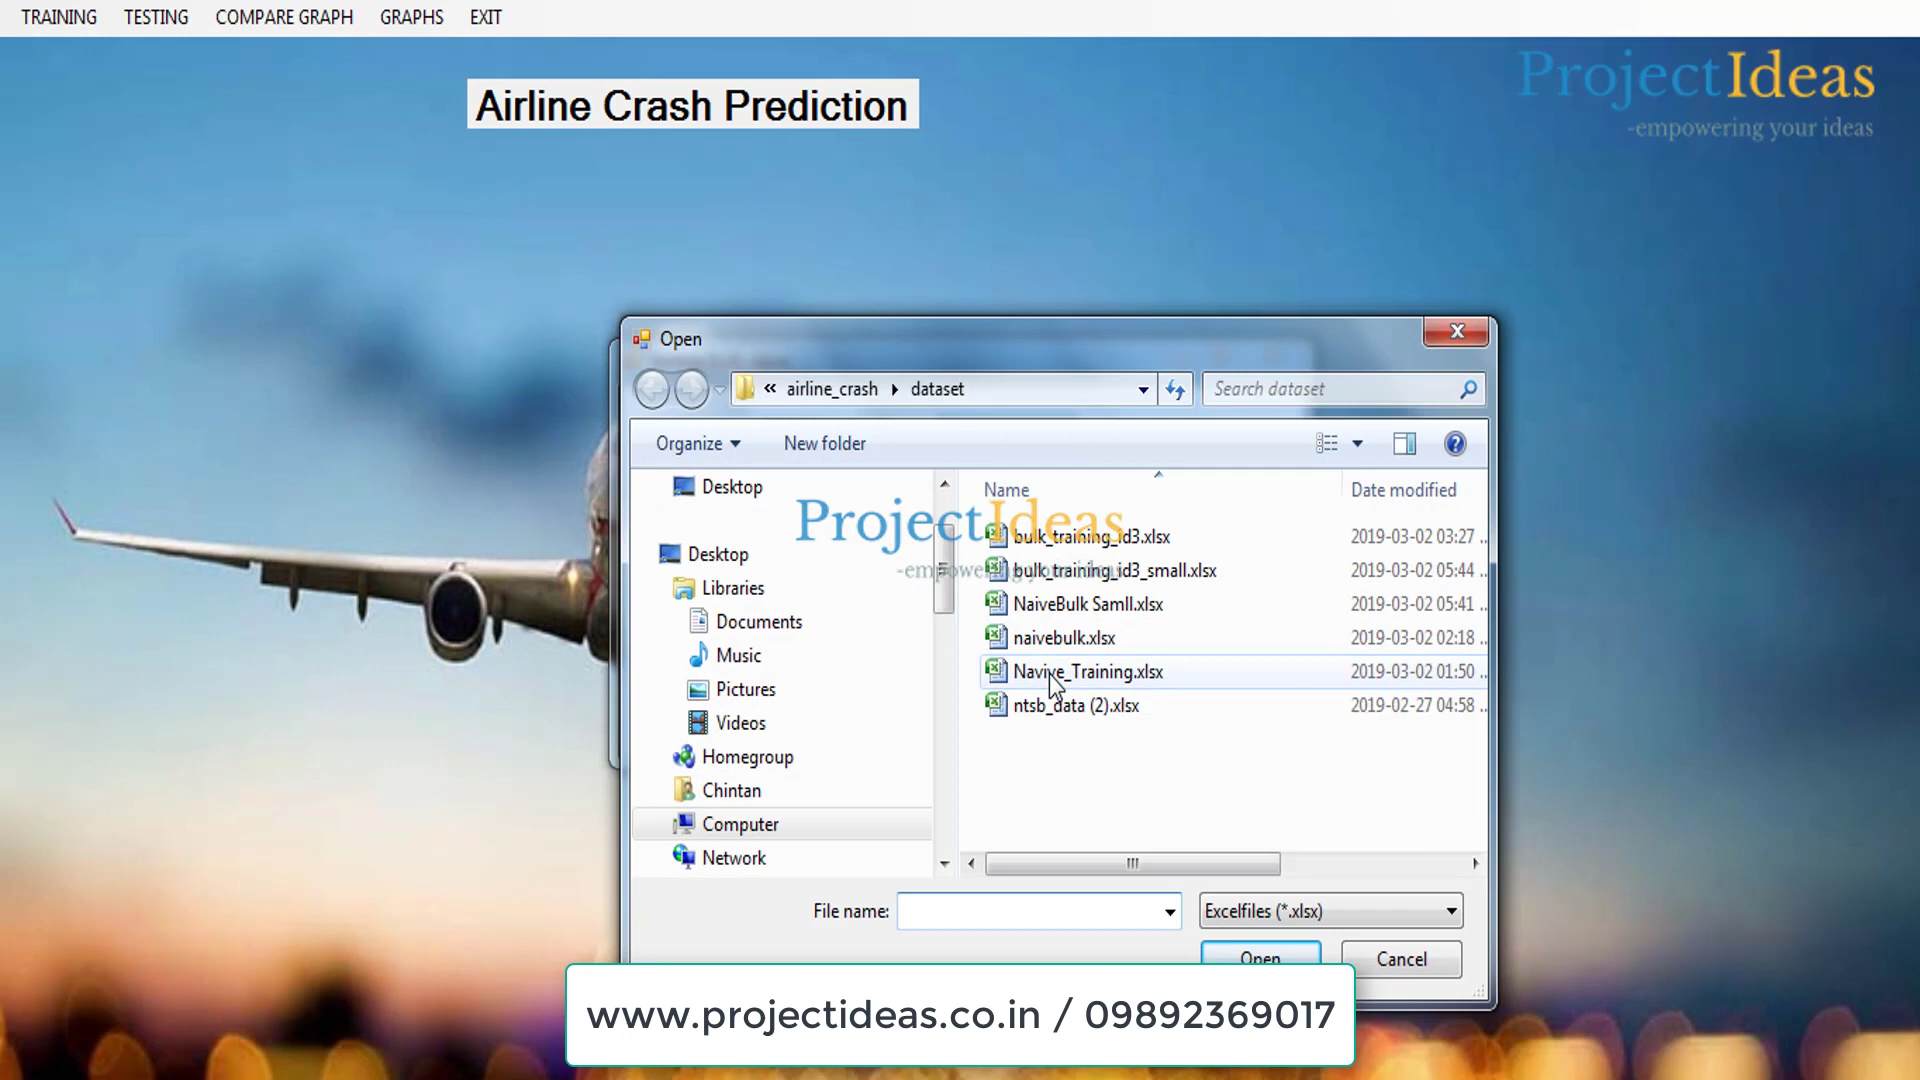 TRAINING TESTING COMPARE GRAPH GRAPHS EXIT
ProjectIdeas
-empowering your ideas
Airline Crash Prediction
Open
« airline_crash dataset
Search dataset
Organize New folder
Desktop
Desktop
Libraries
Documents
Music
Pictures
Videos
Homegroup
Chintan
Computer
Network
Name Date modified
ProjectIdeas
-empowering your ideas
bulk_training_id3.xlsx 2019-03-02 03:27 ..
bulk_training_id3_small.xlsx 2019-03-02 05:44 ..
NaiveBulk Samll.xlsx 2019-03-02 05:41 ..
naivebulk.xlsx 2019-03-02 02:18 ..
Navive_Training.xlsx 2019-03-02 01:50 ..
ntsb_data (2).xlsx 2019-02-27 04:58 ..
File name: Excelfiles (*.xlsx)
Open Cancel
www.projectideas.co.in / 09892369017